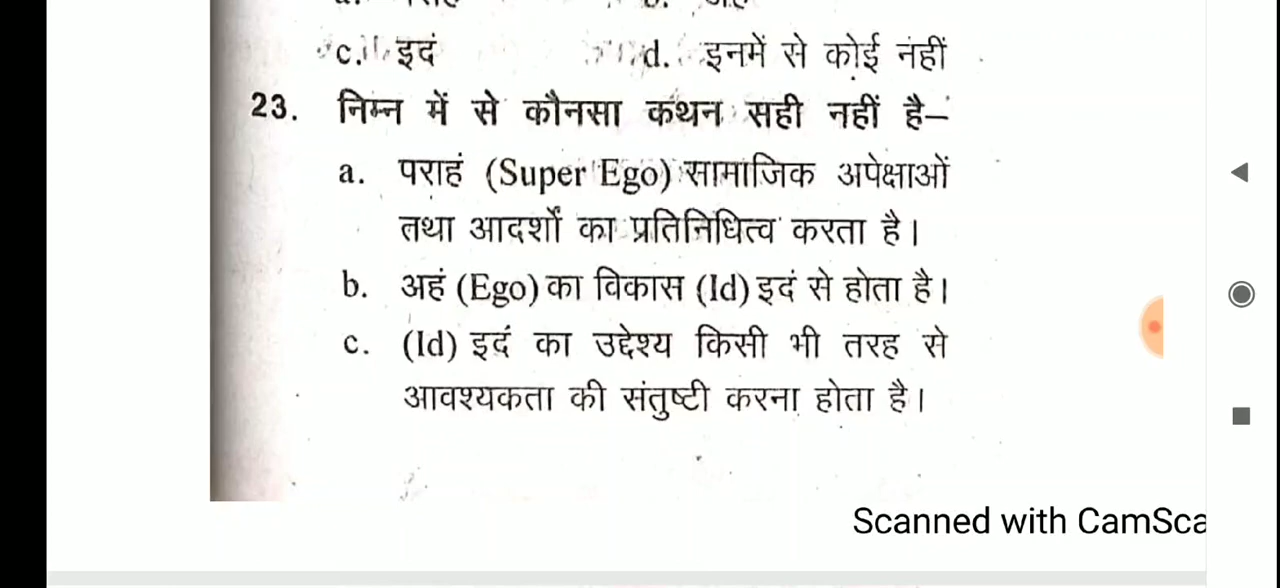 c. इदं d. इनमें से कोई नंहीं
23. निम्न में से कौनसा कथन सही नहीं है–
a. पराहं (Super Ego) सामाजिक अपेक्षाओं
तथा आदर्शों का प्रतिनिधित्व करता है।
b. अहं (Ego) का विकास (Id) इदं से होता है।
c. (Id) इदं का उद्देश्य किसी भी तरह से
आवश्यकता की संतुष्टी करना होता है।
Scanned with CamSca